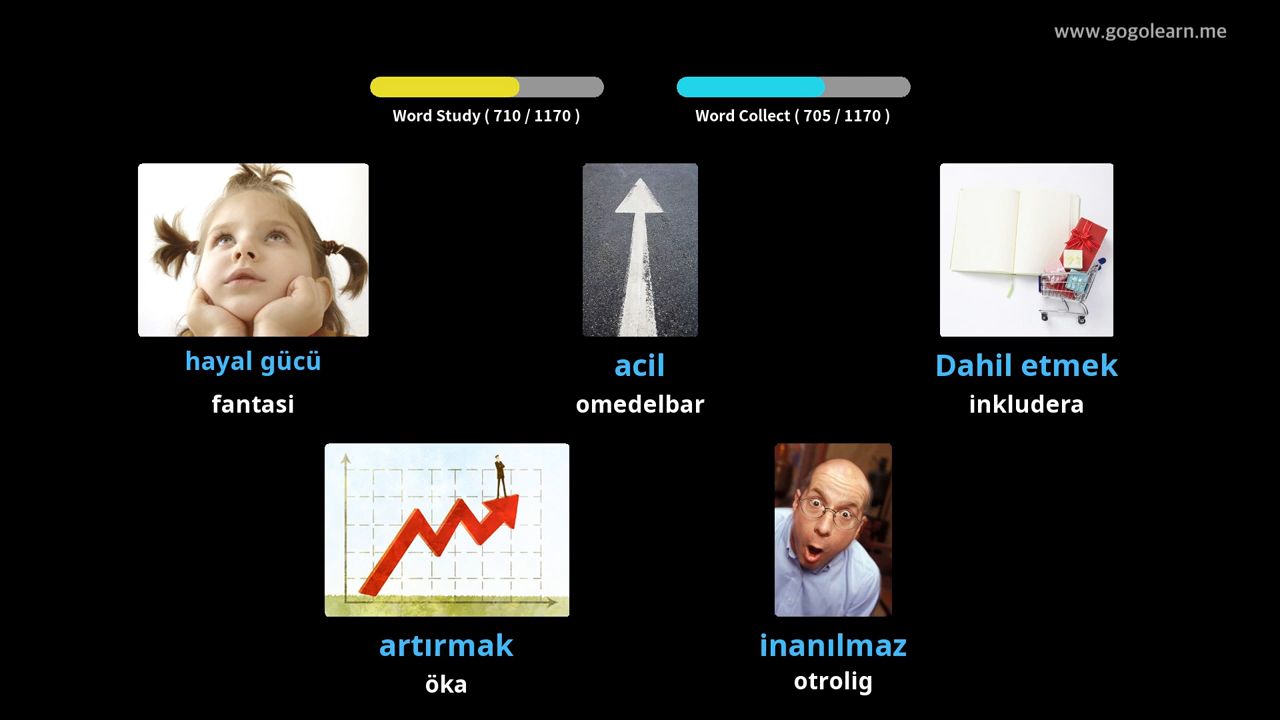 www.gogolearn.me
Word Study ( 710 / 1170 )
Word Collect ( 705 / 1170 )
hayal gücü
fantasi
acil
omedelbar
Dahil etmek
inkludera
artırmak
öka
inanılmaz
otrolig